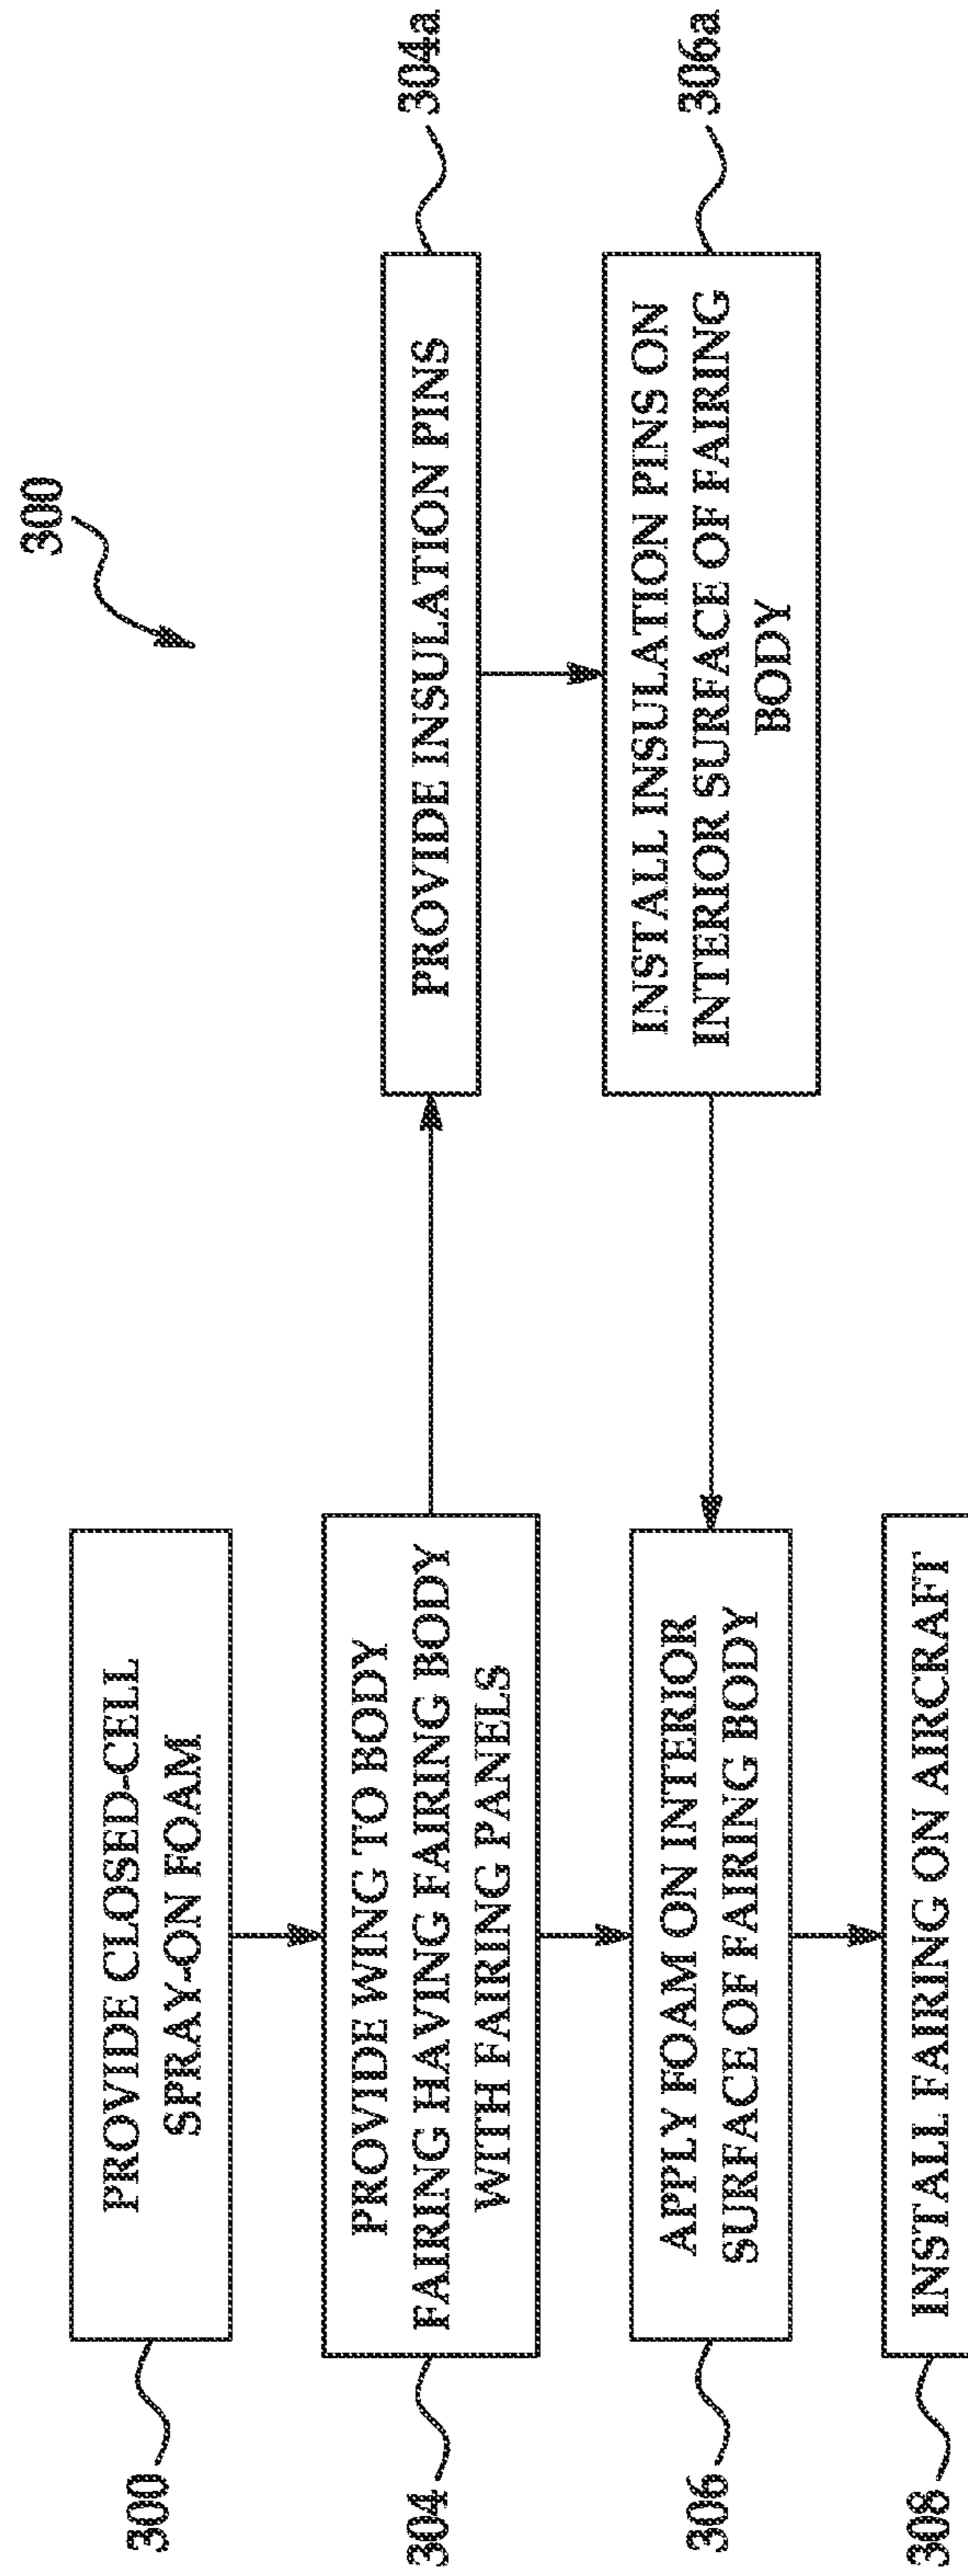 300
300
PROVIDE CLOSED-CELL
SPRAY-ON FOAM
304
PROVIDE WING TO BODY
FAIRING HAVING FAIRING BODY
WITH FAIRING PANELS
PROVIDE INSULATION PINS
304a
306
APPLY FOAM ON INTERIOR
SURFACE OF FAIRING BODY
INSTALL INSULATION PINS ON
INTERIOR SURFACE OF FAIRING
BODY
306a
308
INSTALL FAIRING ON AIRCRAFT